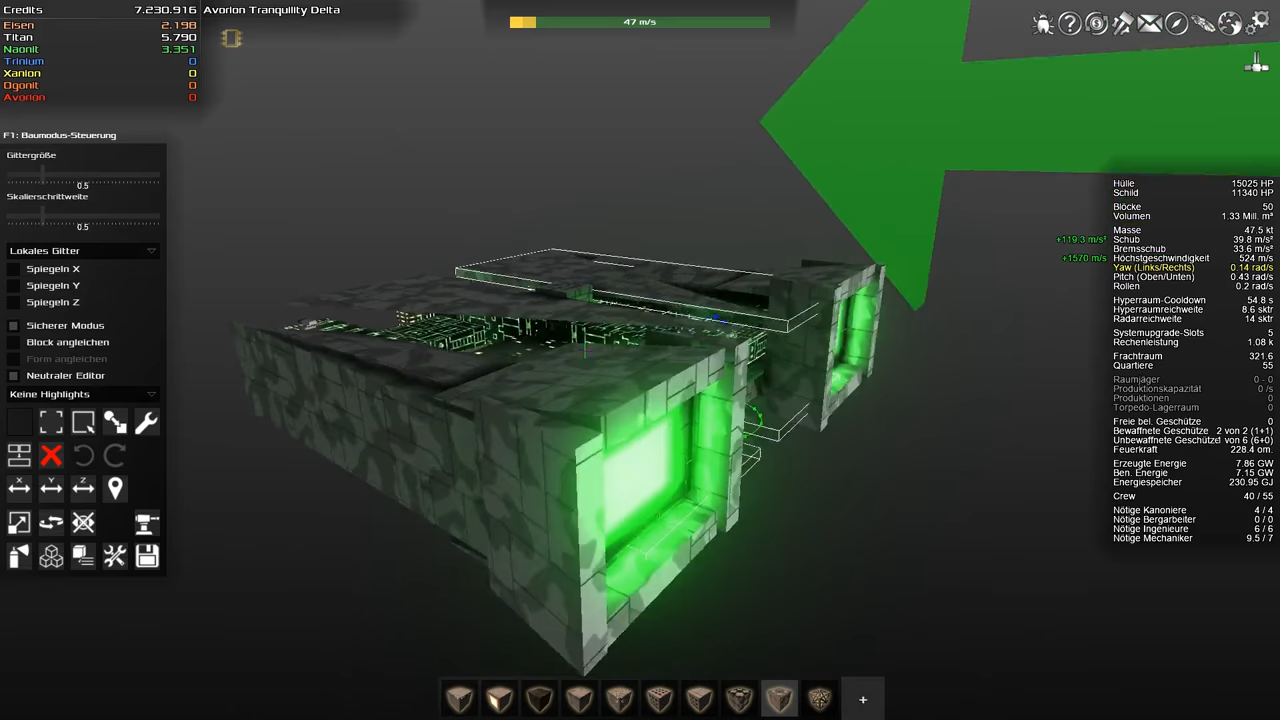 Credits 7.230.916
Eisen 2.198
Titan 5.790
Naonit 3.351
Trinium 0
Xanion 0
Ogonit 0
Avorion 0
Avorion Tranquility Delta
47 m/s
F1: Baumodus-Steuerung
Gittergröße
0.5
Skalierschrittweite
0.5
Lokales Gitter
Spiegeln X
Spiegeln Y
Spiegeln Z
Sicherer Modus
Block angleichen
Form angleichen
Neutraler Editor
Keine Highlights
X Y Z
Hülle 15025 HP
Schild 11340 HP
Blöcke 50
Volumen 1.33 Mill. m³
Masse 47.5 kt
+119.3 m/s² Schub 39.8 m/s²
Bremsschub 33.6 m/s²
+1570 m/s Höchstgeschwindigkeit 524 m/s
Yaw (Links/Rechts) 0.14 rad/s
Pitch (Oben/Unten) 0.43 rad/s
Rollen 0.2 rad/s
Hyperraum-Cooldown 54.8 s
Hyperraumreichweite 8.6 sktr
Radarreichweite 14 sktr
Systemupgrade-Slots 5
Rechenleistung 1.08 k
Frachtraum 321.6
Quartiere 55
Raumjäger 0 - 0
Produktionskapazität 0 /s
Produktionen 0 - 0
Torpedo-Lagerraum 0
Freie bel. Geschütze 0
Bewaffnete Geschütze 2 von 2 (1+1)
Unbewaffnete Geschütz 6 von 6 (6+0)
Feuerkraft 228.4 om.
Erzeugte Energie 7.86 GW
Ben. Energie 7.15 GW
Energiespeicher 230.95 GJ
Crew 40 / 55
Nötige Kanoniere 4 / 4
Nötige Bergarbeiter 0 / 0
Nötige Ingenieure 6 / 6
Nötige Mechaniker 9.5 / 7
+